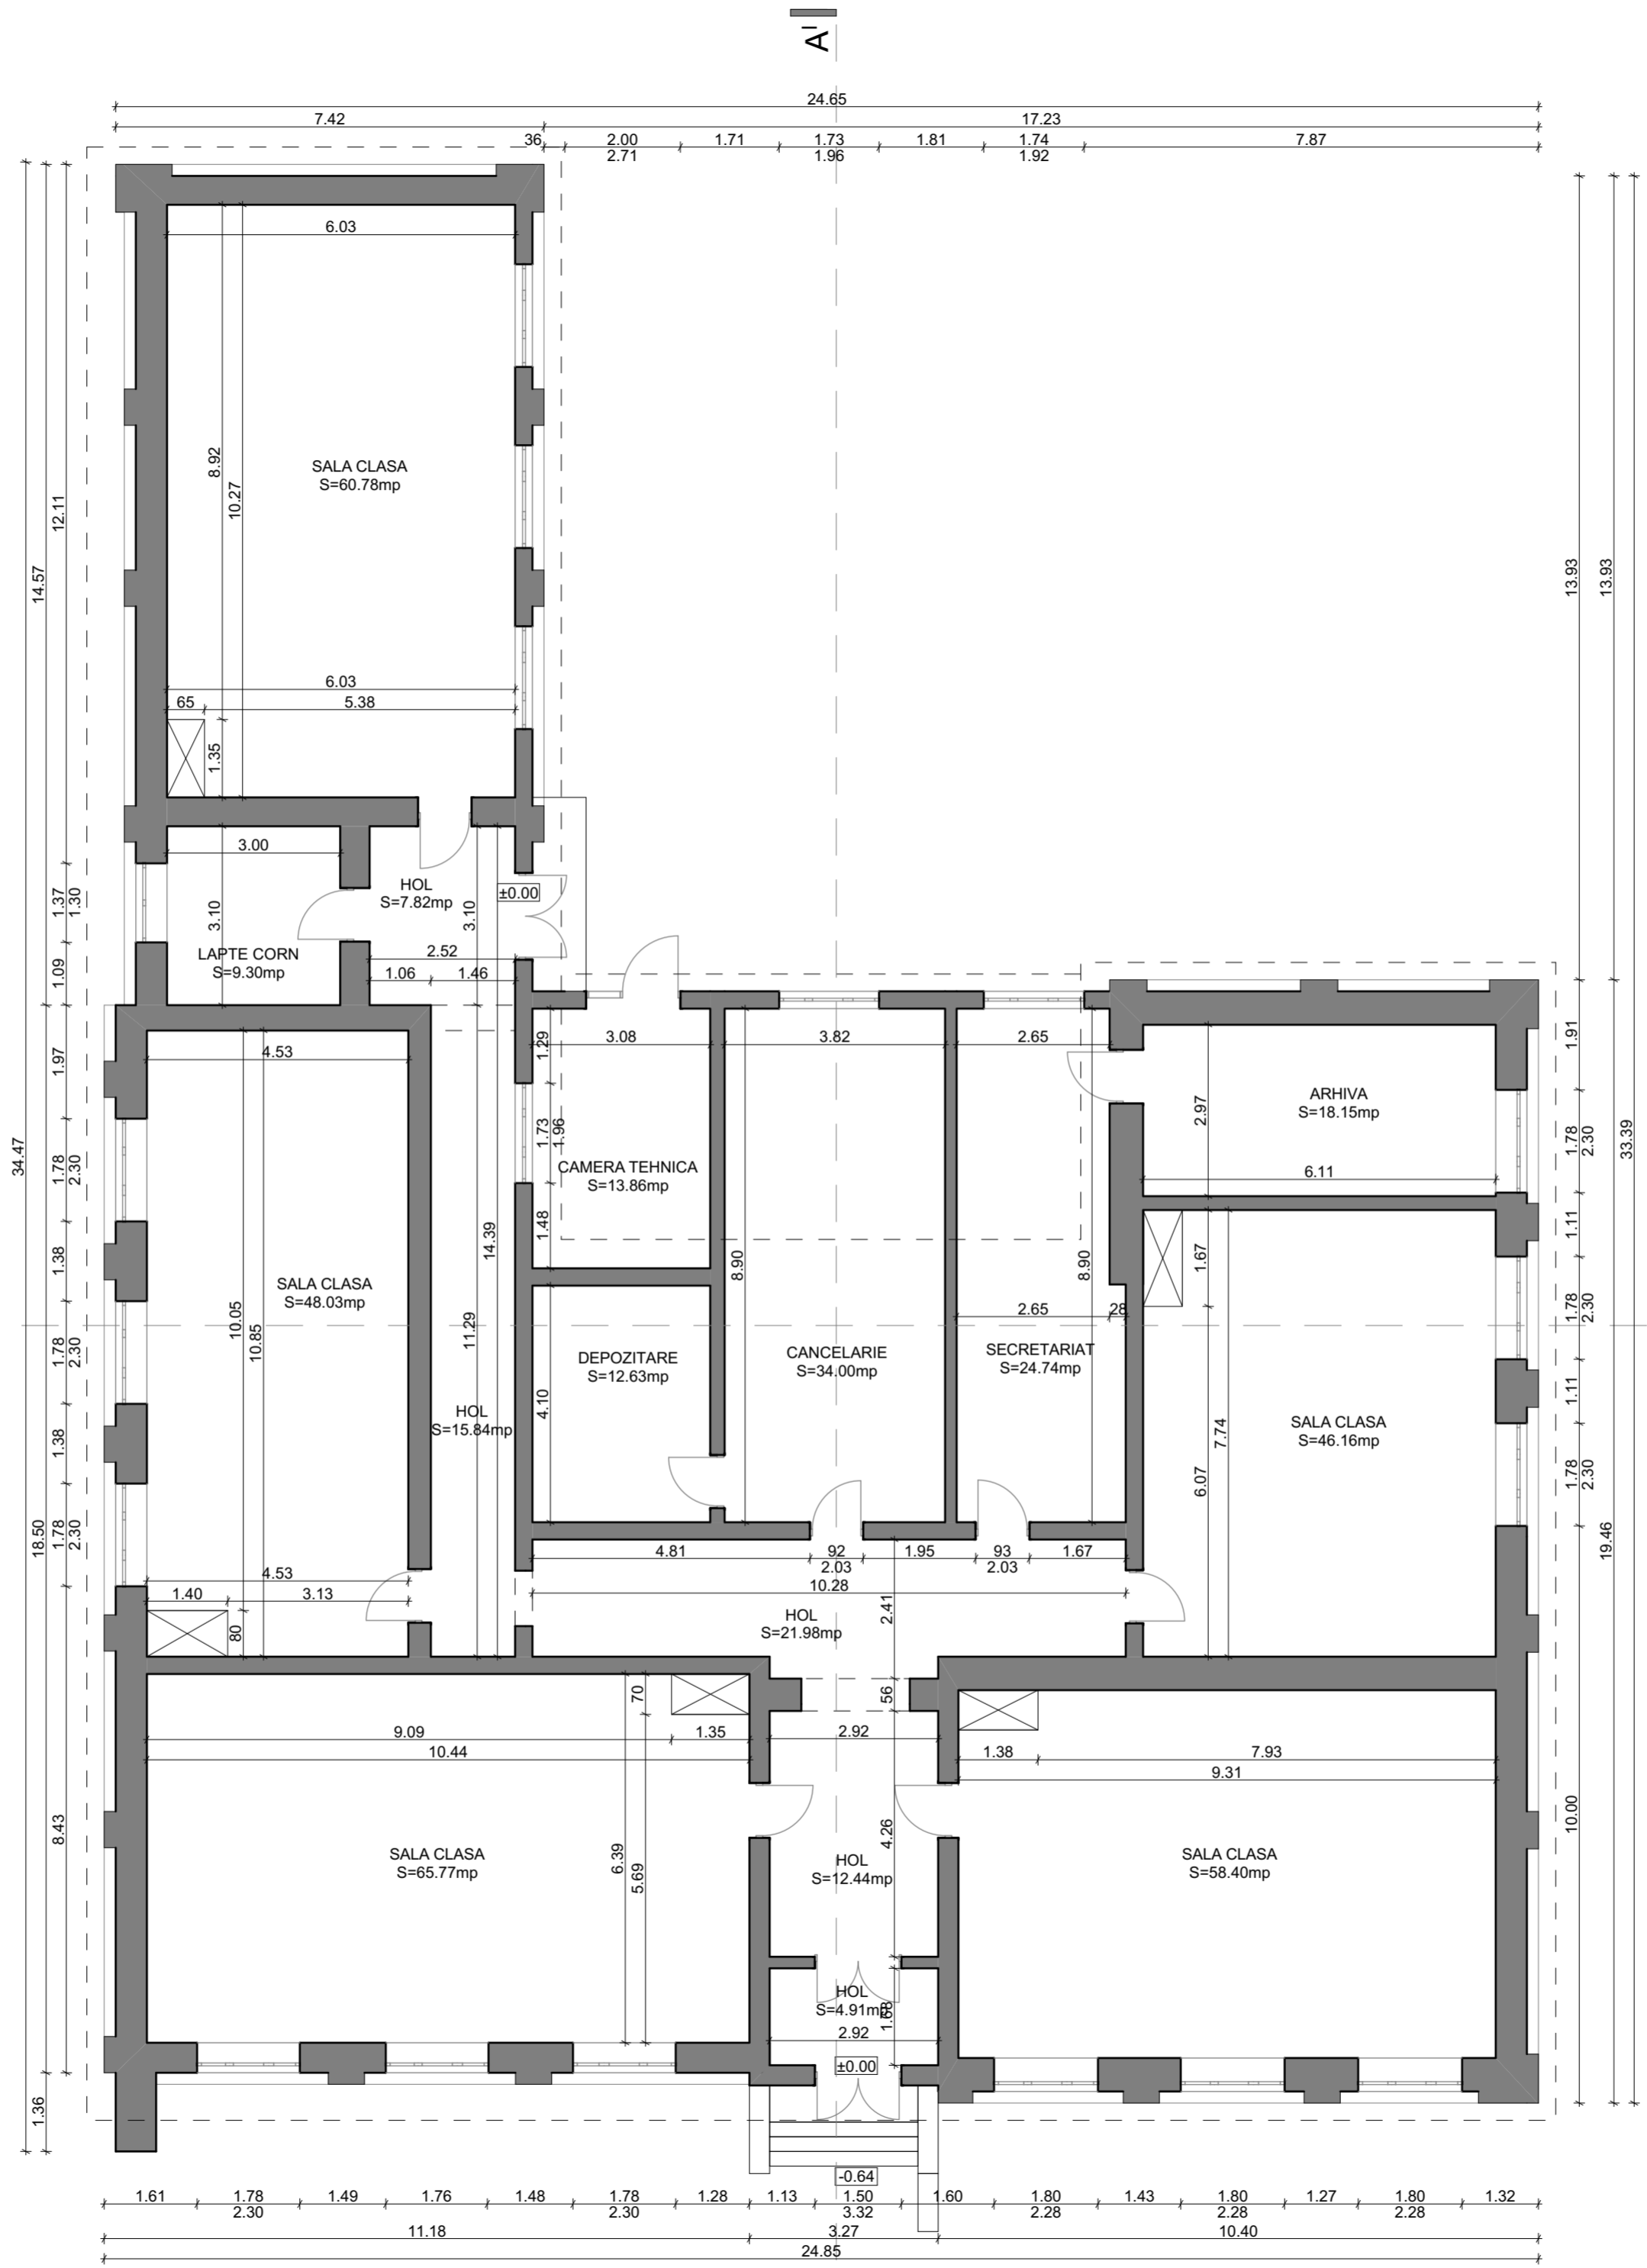 A'
24.65
7.42 17.23
36 2.00 1.71 1.73 1.81 1.74 7.87
2.71 1.96 1.92
6.03
SALA CLASA
S=60.78mp
8.92
10.27
12.11
14.57
13.93
13.93
6.03
65 5.38
1.35
3.00
HOL
S=7.82mp
±0.00
3.10
3.10
1.37
1.30
LAPTE CORN
S=9.30mp
2.52
1.06 1.46
1.09
4.53
1.29
3.08 3.82 2.65
1.97
1.91
ARHIVA
S=18.15mp
2.97
6.11
34.47
33.39
1.73
1.96
CAMERA TEHNICA
S=13.86mp
1.78
2.30
1.78
2.30
1.48
14.39
1.38
1.11
1.67
8.90
8.90
SALA CLASA
S=48.03mp
10.05
10.85
11.29
2.65 28
1.78
2.30
1.78
2.30
DEPOZITARE
S=12.63mp
CANCELARIE
S=34.00mp
SECRETARIAT
S=24.74mp
4.10
1.11
HOL
S=15.84mp
SALA CLASA
S=46.16mp
7.74
6.07
1.38
1.78
2.30
18.50
1.78
2.30
19.46
4.81 92 1.95 93 1.67
2.03 2.03
10.28
4.53
1.40 3.13
80
2.41
HOL
S=21.98mp
70
56
9.09 1.35
2.92
10.44
1.38 7.93
9.31
8.43
10.00
6.39
5.69
4.26
SALA CLASA
S=65.77mp
HOL
S=12.44mp
SALA CLASA
S=58.40mp
HOL
S=4.91mp
1.68
2.92
±0.00
1.36
-0.64
1.61 1.78 1.49 1.76 1.48 1.78 1.28 1.13 1.50 1.60 1.80 1.43 1.80 1.27 1.80 1.32
2.30 2.30 3.32 2.28 2.28 2.28
11.18 3.27 10.40
24.85